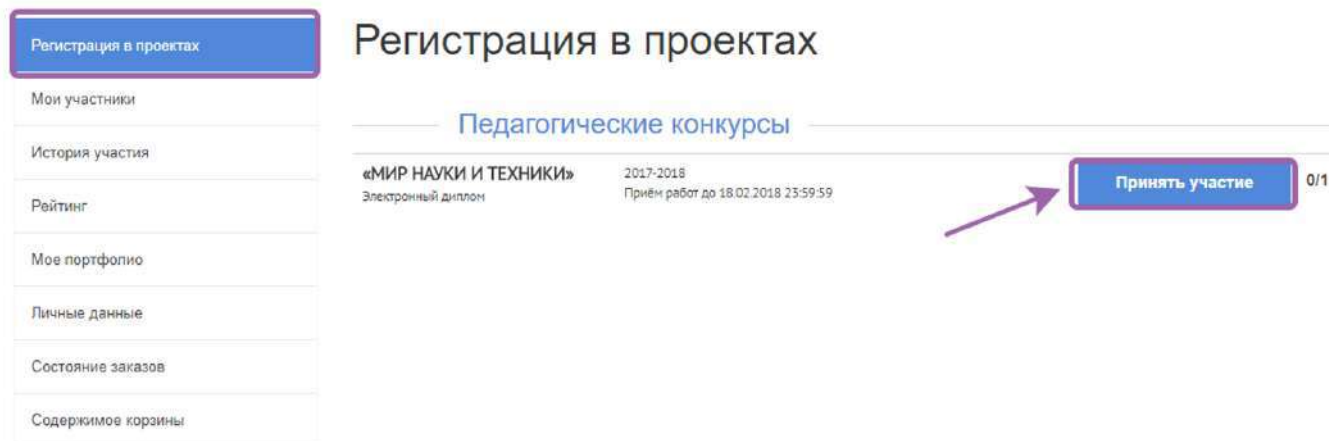 Регистрация в проектах
Мои участники
История участия
Рейтинг
Мое портфолио
Личные данные
Состояние заказов
Содержимое корзины
Регистрация в проектах
Педагогические конкурсы
«МИР НАУКИ И ТЕХНИКИ»
Электронный диплом
2017-2018
Приём работ до 18.02.2018 23:59:59
Принять участие
0/1